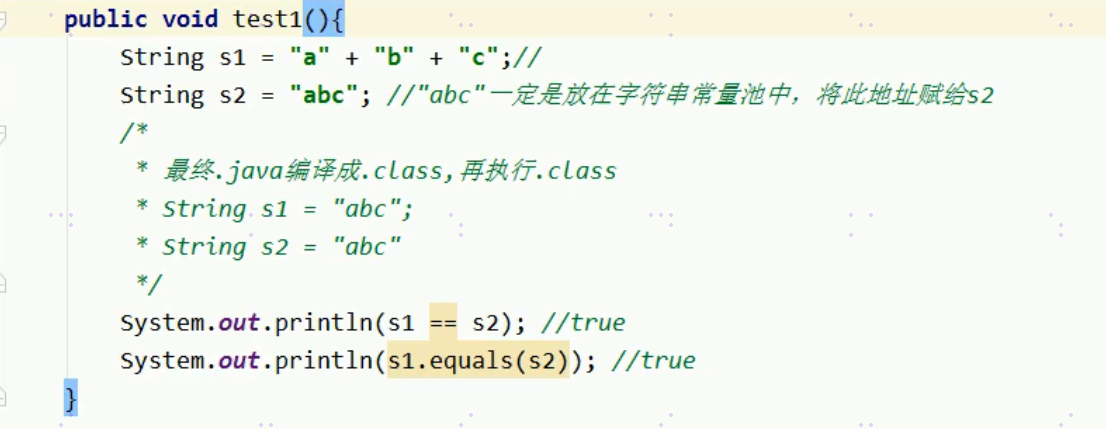 public void test1(){
String s1 = "a" + "b" + "c";//
String s2 = "abc"; //"abc"一定是放在字符串常量池中，将此地址赋给s2
/*
* 最终.java编译成.class,再执行.class
* String s1 = "abc";
* String s2 = "abc"
*/
System.out.println(s1 == s2); //true
System.out.println(s1.equals(s2)); //true
}